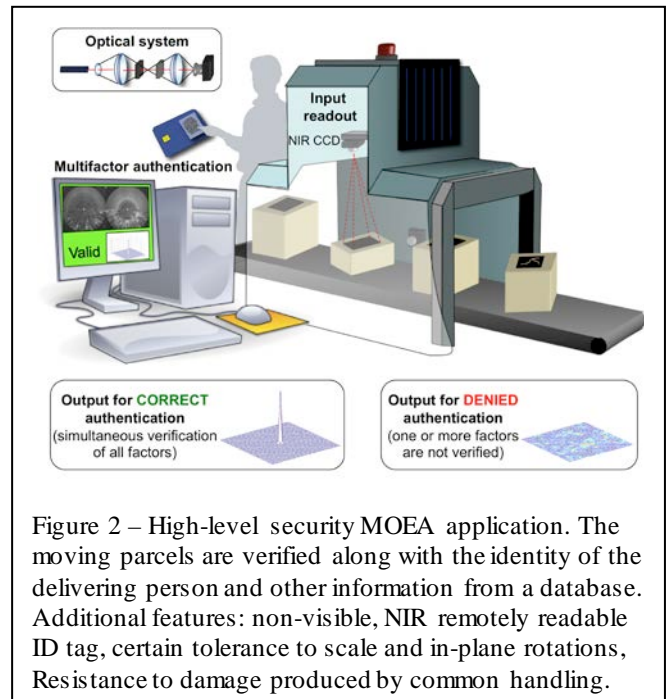 Optical system
Input
readout
NIR CCD
Multifactor authentication
Valid
Output for CORRECT
authentication
(simultaneous verification
of all factors)
Output for DENIED
authentication
(one or more factors
are not verified)
Figure 2 – High-level security MOEA application. The
moving parcels are verified along with the identity of the
delivering person and other information from a database.
Additional features: non-visible, NIR remotely readable
ID tag, certain tolerance to scale and in-plane rotations,
Resistance to damage produced by common handling.